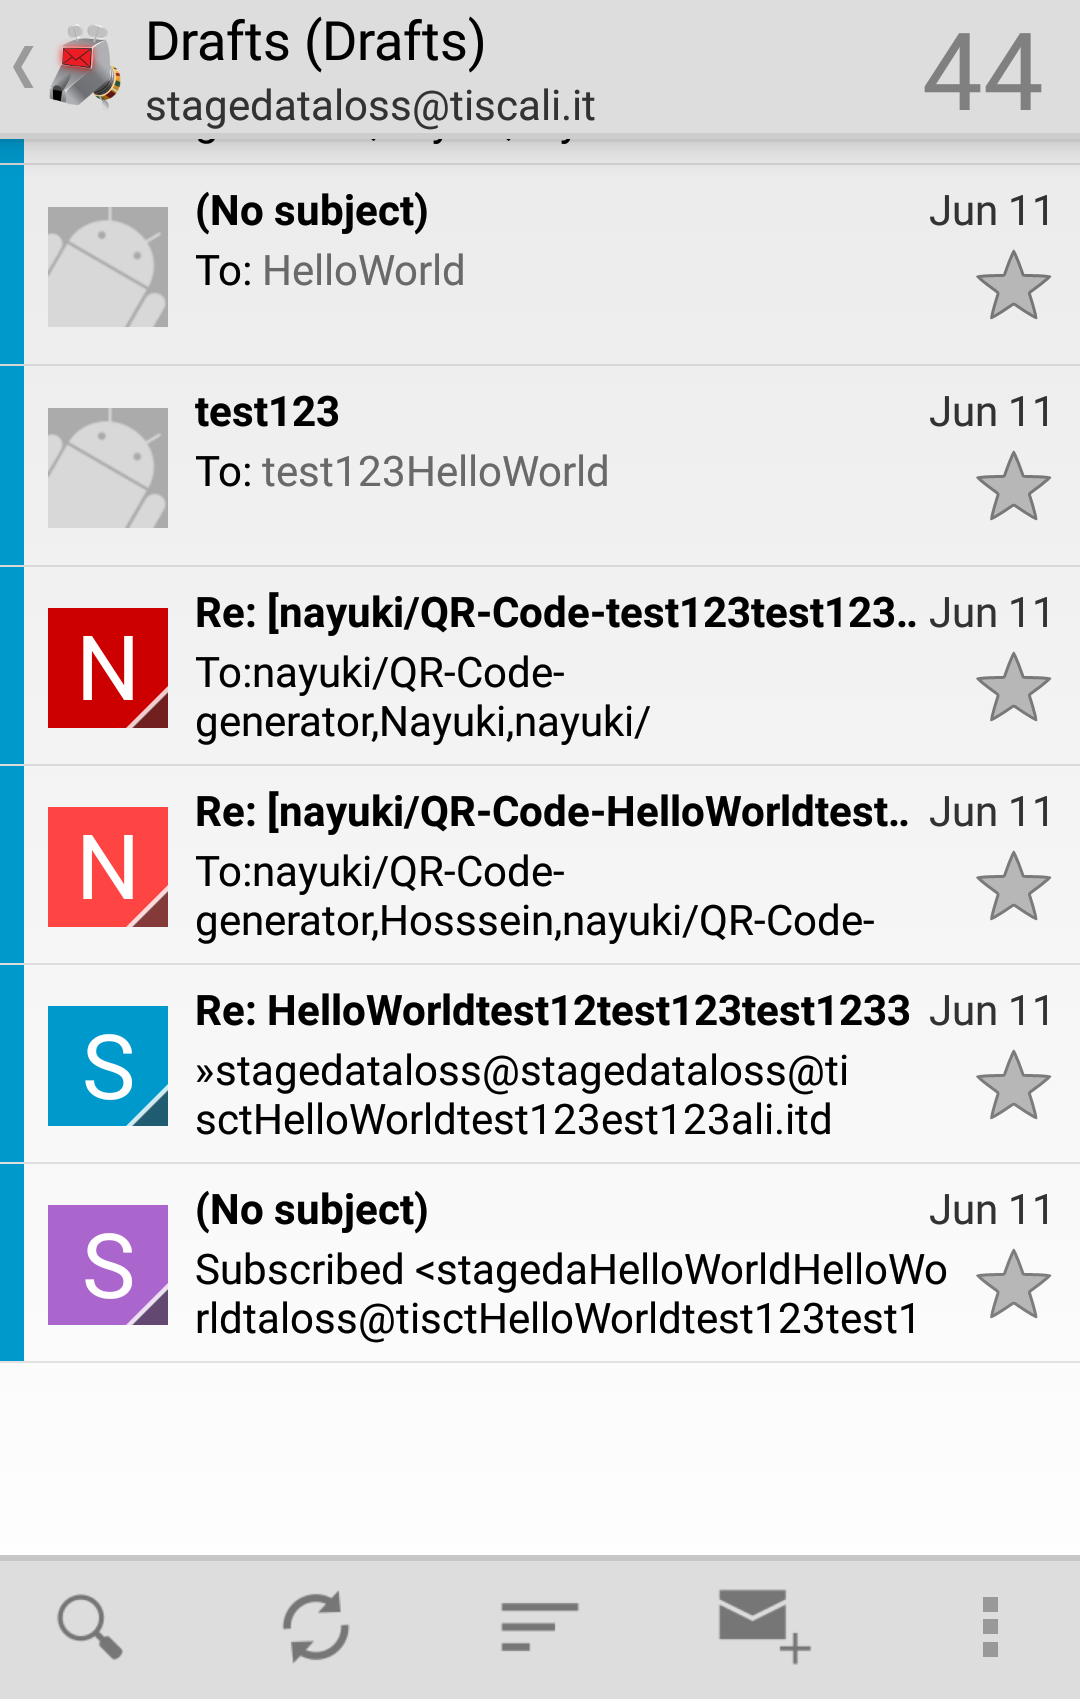 Drafts (Drafts)
44
stagedataloss@tiscali.it
(No subject)
Jun 11
To: HelloWorld
test123
Jun 11
To: test123HelloWorld
Re: [nayuki/QR-Code-test123test123..
Jun 11
N
To:nayuki/QR-Code-
generator,Nayuki,nayuki/
Re: [nayuki/QR-Code-HelloWorldtest..
Jun 11
N
To:nayuki/QR-Code-
generator,Hosssein,nayuki/QR-Code-
Re: HelloWorldtest12test123test1233
Jun 11
S
»stagedataloss@stagedataloss@ti
sctHelloWorldtest123est123ali.itd
(No subject)
Jun 11
S
Subscribed <stagedaHelloWorldHelloWo
rldtaloss@tisctHelloWorldtest123test1